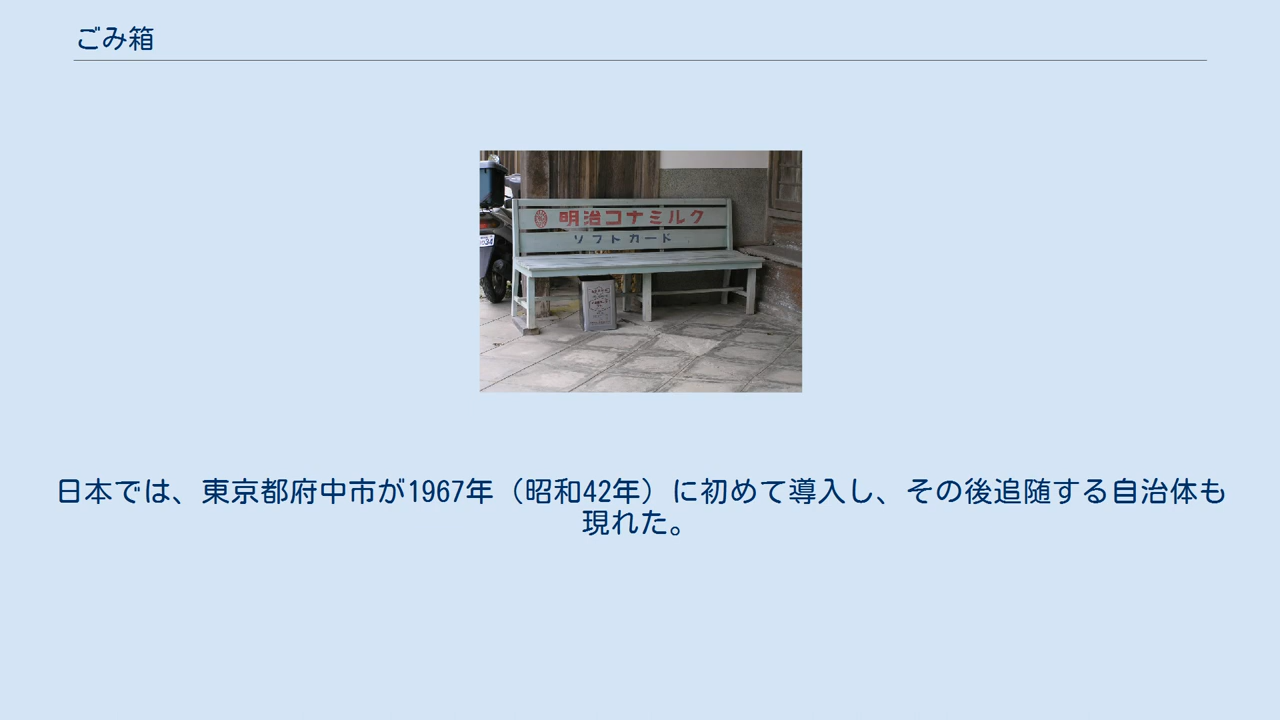 ごみ箱
明治コナミルク
ソフトカード
日本では、東京都府中市が1967年（昭和42年）に初めて導入し、その後追随する自治体も
現れた。